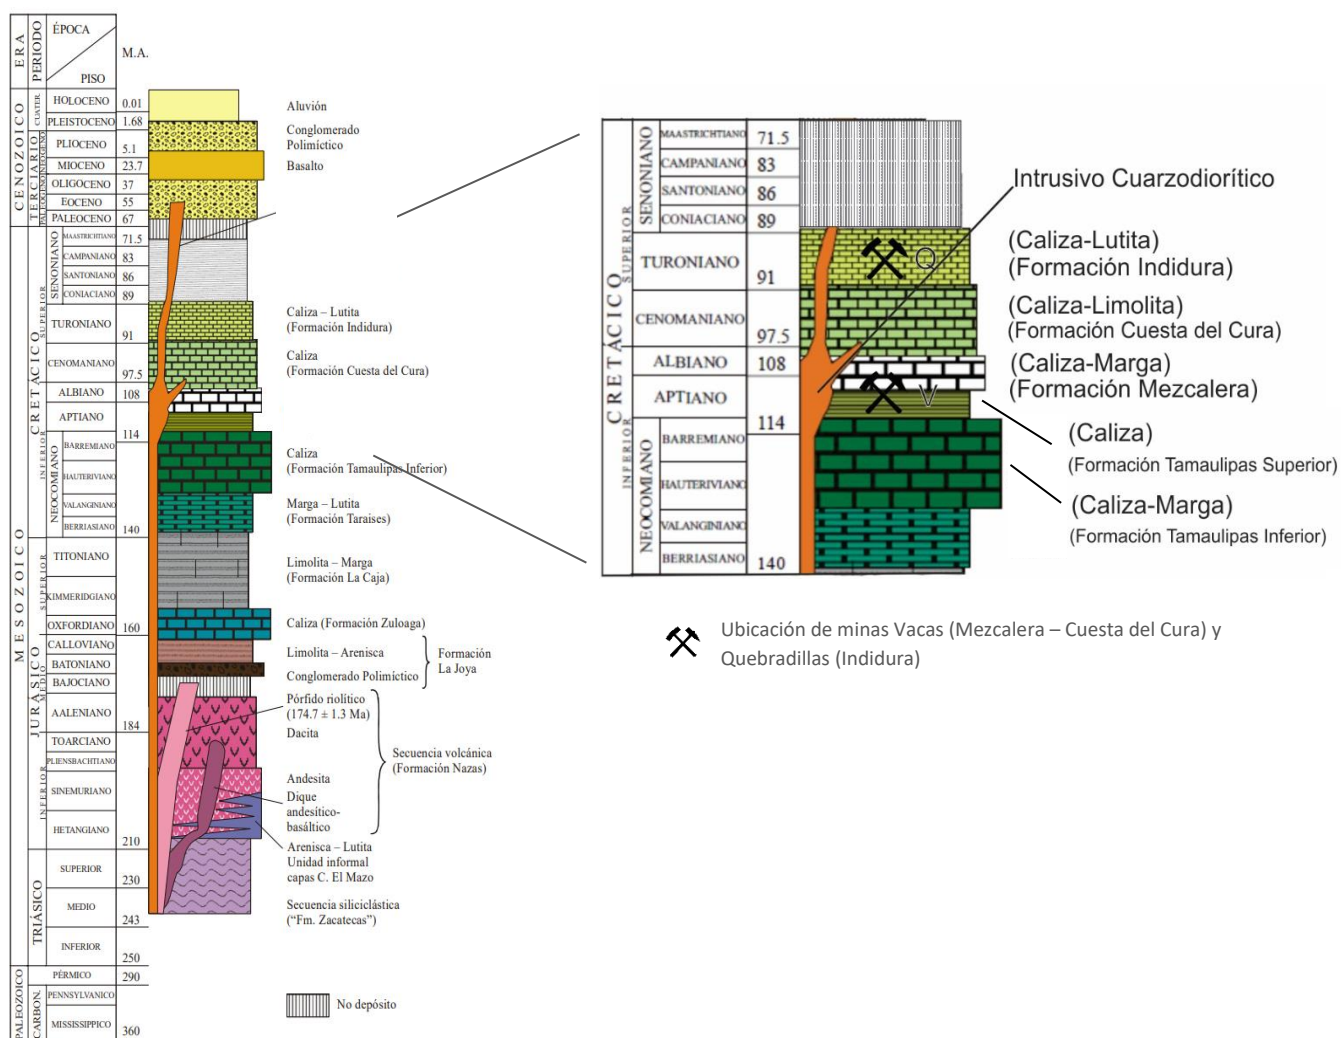 ERA
PERIODO
ÉPOCA
PISO
M.A.
CENOZOICO
CUATER.
TERCIARIO
NEOGENO
PALEOGENO
HOLOCENO 0.01
PLEISTOCENO 1.68
PLIOCENO 5.1
MIOCENO 23.7
OLIGOCENO 37
EOCENO 55
PALEOCENO 67
MESOZOICO
CRETÁCICO
SUPERIOR
SENONIANO
MAASTRICHTIANO 71.5
CAMPANIANO 83
SANTONIANO 86
CONIACIANO 89
TURONIANO 91
CENOMANIANO 97.5
INFERIOR
ALBIANO 108
APTIANO 114
NEOCOMIANO
BARREMIANO
HAUTERIVIANO
VALANGINIANO
BERRIASIANO 140
JURÁSICO
SUPERIOR
TITONIANO
KIMMERIDGIANO
OXFORDIANO 160
MEDIO
CALLOVIANO
BATONIANO
BAJOCIANO
AALENIANO 184
INFERIOR
TOARCIANO
PLIENSBACHTIANO
SINEMURIANO
HETANGIANO 210
TRIÁSICO
SUPERIOR 230
MEDIO 243
INFERIOR 250
PALEOZOICO
PÉRMICO 290
CARBON.
PENNSYLVANICO
MISSISSIPPICO 360
Aluvión
Conglomerado
Polimíctico
Basalto
Caliza – Lutita
(Formación Indidura)
Caliza
(Formación Cuesta del Cura)
Caliza
(Formación Tamaulipas Inferior)
Marga – Lutita
(Formación Taraises)
Limolita – Marga
(Formación La Caja)
Caliza (Formación Zuloaga)
Limolita – Arenisca
Conglomerado Polimíctico
Formación
La Joya
Pórfido riolítico
(174.7 ± 1.3 Ma)
Dacita
Andesita
Dique
andesítico-
basáltico
Secuencia volcánica
(Formación Nazas)
Arenisca – Lutita
Unidad informal
capas C. El Mazo
Secuencia siliciclástica
(“Fm. Zacatecas”)
No depósito
CRETÁCICO
SUPERIOR
SENONIANO
MAASTRICHTIANO 71.5
CAMPANIANO 83
SANTONIANO 86
CONIACIANO 89
TURONIANO 91
CENOMANIANO 97.5
INFERIOR
ALBIANO 108
APTIANO 114
NEOCOMIANO
BARREMIANO
HAUTERIVIANO
VALANGINIANO
BERRIASIANO 140
Q
V
Intrusivo Cuarzodiorítico
(Caliza-Lutita)
(Formación Indidura)
(Caliza-Limolita)
(Formación Cuesta del Cura)
(Caliza-Marga)
(Formación Mezcalera)
(Caliza)
(Formación Tamaulipas Superior)
(Caliza-Marga)
(Formación Tamaulipas Inferior)
Ubicación de minas Vacas (Mezcalera – Cuesta del Cura) y
Quebradillas (Indidura)